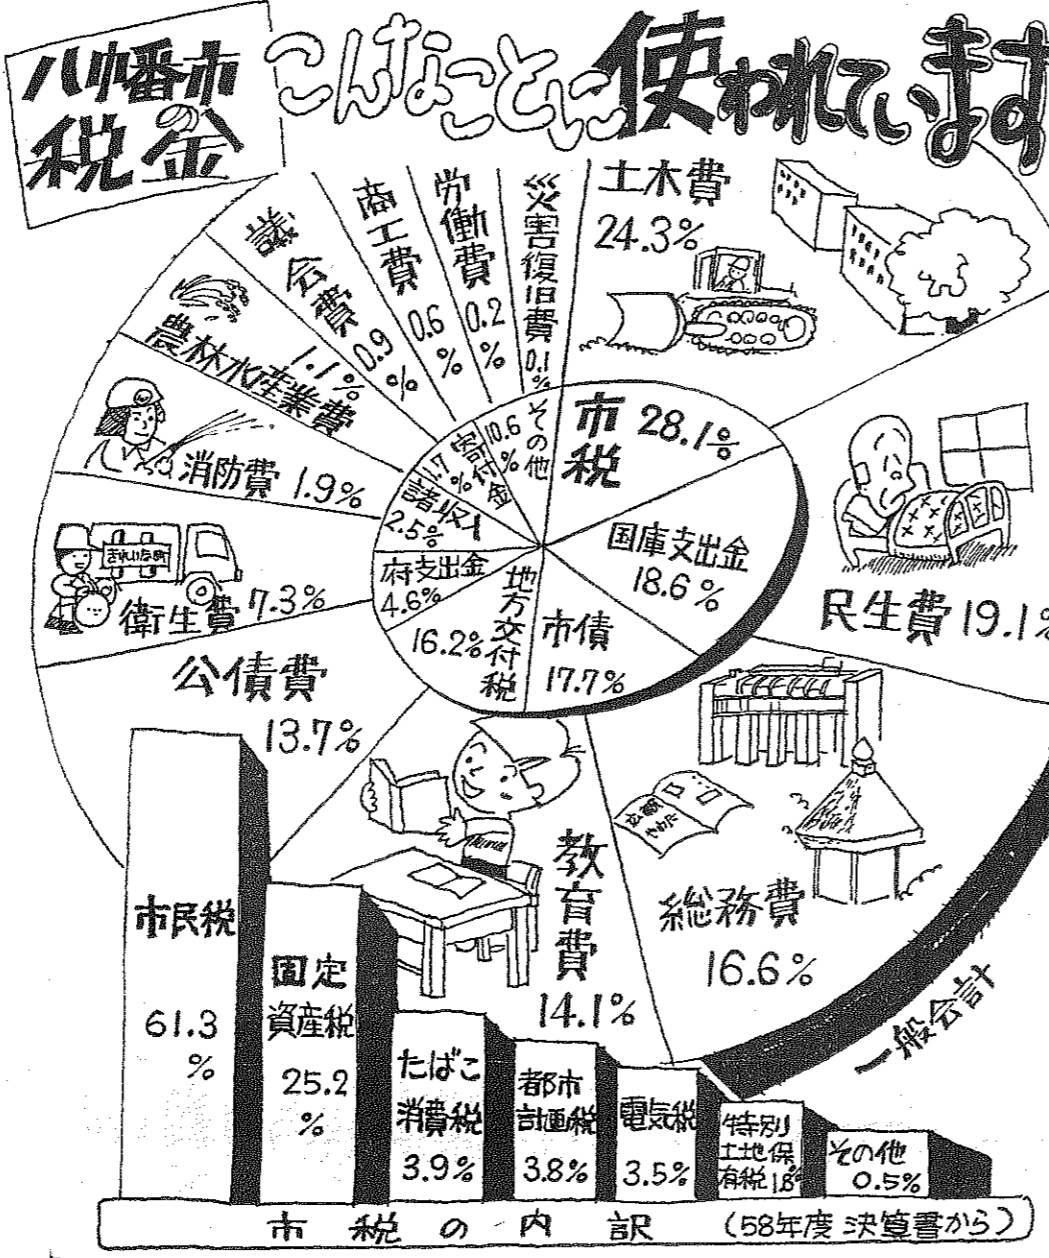 八幡市の税金
こんなことに使われています
土木費
24.3%
民生費 19.1%
総務費
16.6%
教育費
14.1%
公債費
13.7%
衛生費 7.3%
きれいな町
消防費 1.9%
農林水産業費
1.1%
議会費
0.9%
商工費
0.6%
労働費
0.2%
災害復旧費
0.1%
市税 28.1%
国庫支出金
18.6%
市債
17.7%
地方交付税
16.2%
府支出金
4.6%
諸収入
2.5%
寄付金
1.7%
その他
10.6%
広報
やわた
一般会計
市民税
61.3
%
固定
資産税
25.2
%
たばこ
消費税
3.9%
都市
計画税
3.8%
電気税
3.5%
特別
土地保
有税 1.8%
その他
0.5%
市税の内訳 (58年度決算書から)